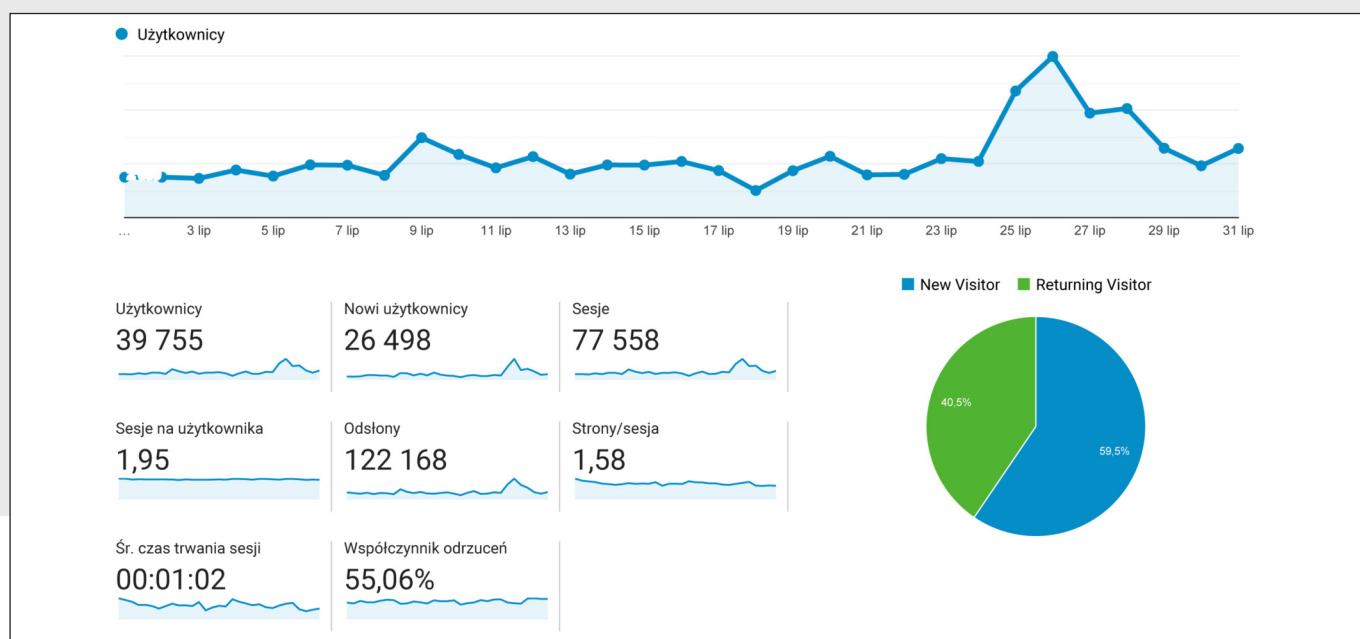 Użytkownicy
... 3 lip 5 lip 7 lip 9 lip 11 lip 13 lip 15 lip 17 lip 19 lip 21 lip 23 lip 25 lip 27 lip 29 lip 31 lip
New Visitor Returning Visitor
Użytkownicy Nowi użytkownicy Sesje
39 755 26 498 77 558
40,5%
59,5%
Sesje na użytkownika Odsłony Strony/sesja
1,95 122 168 1,58
Śr. czas trwania sesji Współczynnik odrzuceń
00:01:02 55,06%